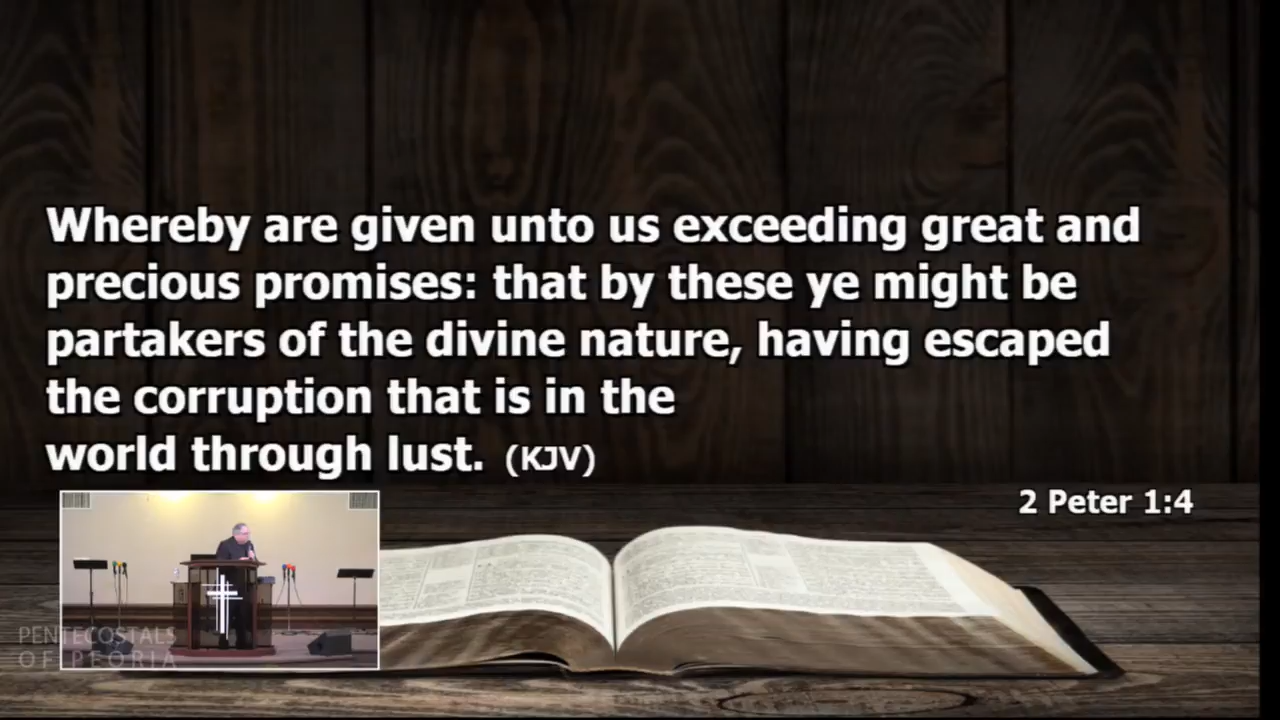 Whereby are given unto us exceeding great and
precious promises: that by these ye might be
partakers of the divine nature, having escaped
the corruption that is in the
world through lust. (KJV)
2 Peter 1:4
PENTECOSTALS
OF PEORIA